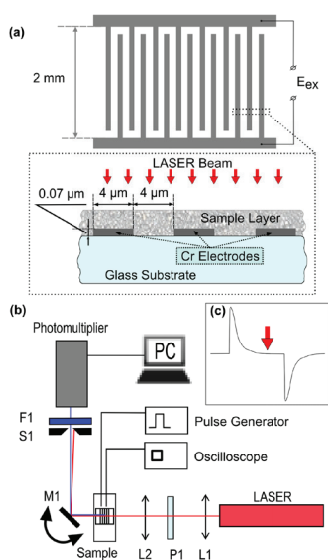 (a)
2 mm
E_ex
LASER Beam
0.07 µm
4 µm
4 µm
Sample Layer
Cr Electrodes
Glass Substrate
(b)
(c)
Photomultiplier
PC
F1
S1
Pulse Generator
Oscilloscope
M1
LASER
Sample
L2
P1
L1